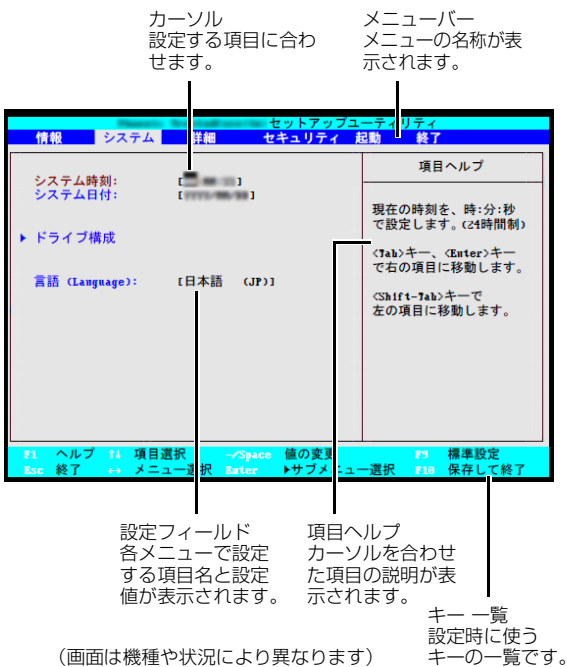 カーソル
設定する項目に合わ
せます。
メニューバー
メニューの名称が表
示されます。
セットアップユーティリティ
情報 システム 詳細 セキュリティ 起動 終了
システム時刻:
システム日付:
ドライブ構成
言語 (Language): [日本語 (JP)]
項目ヘルプ
現在の時刻を、時:分:秒
で設定します。(24時間制)
<Tab>キー、<Enter>キー
で右の項目に移動します。
<Shift-Tab>キーで
左の項目に移動します。
F1 ヘルプ ↑↓ 項目選択 -/Space 値の変更 F9 標準設定
Esc 終了 ↔ メニュー選択 Enter ▶サブメニュー選択 F10 保存して終了
設定フィールド
各メニューで設定
する項目名と設定
値が表示されます。
項目ヘルプ
カーソルを合わせ
た項目の説明が表
示されます。
キー 一覧
設定時に使う
キーの一覧です。
(画面は機種や状況により異なります)